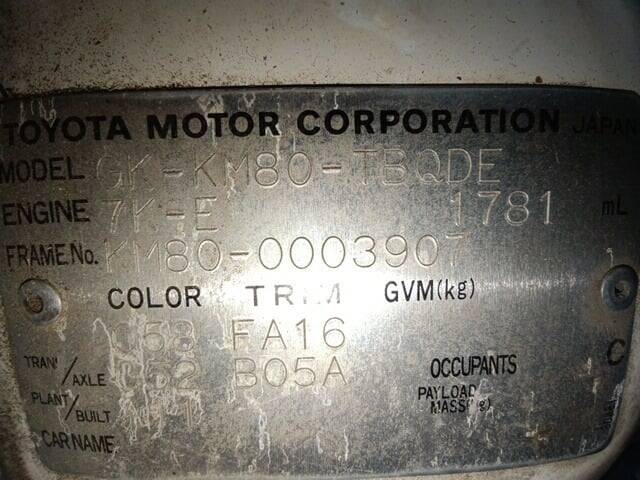 TOYOTA MOTOR CORPORATION JAPAN
MODEL GK-KM80-TBQDE
ENGINE 7K-E 1781 mL
FRAME No. KM80-0003907
COLOR TRIM GVM(kg)
058 FA16
TRAN/AXLE C52 B05A OCCUPANTS C
PLANT/BUILT PAYLOAD MASS(kg)
CAR NAME